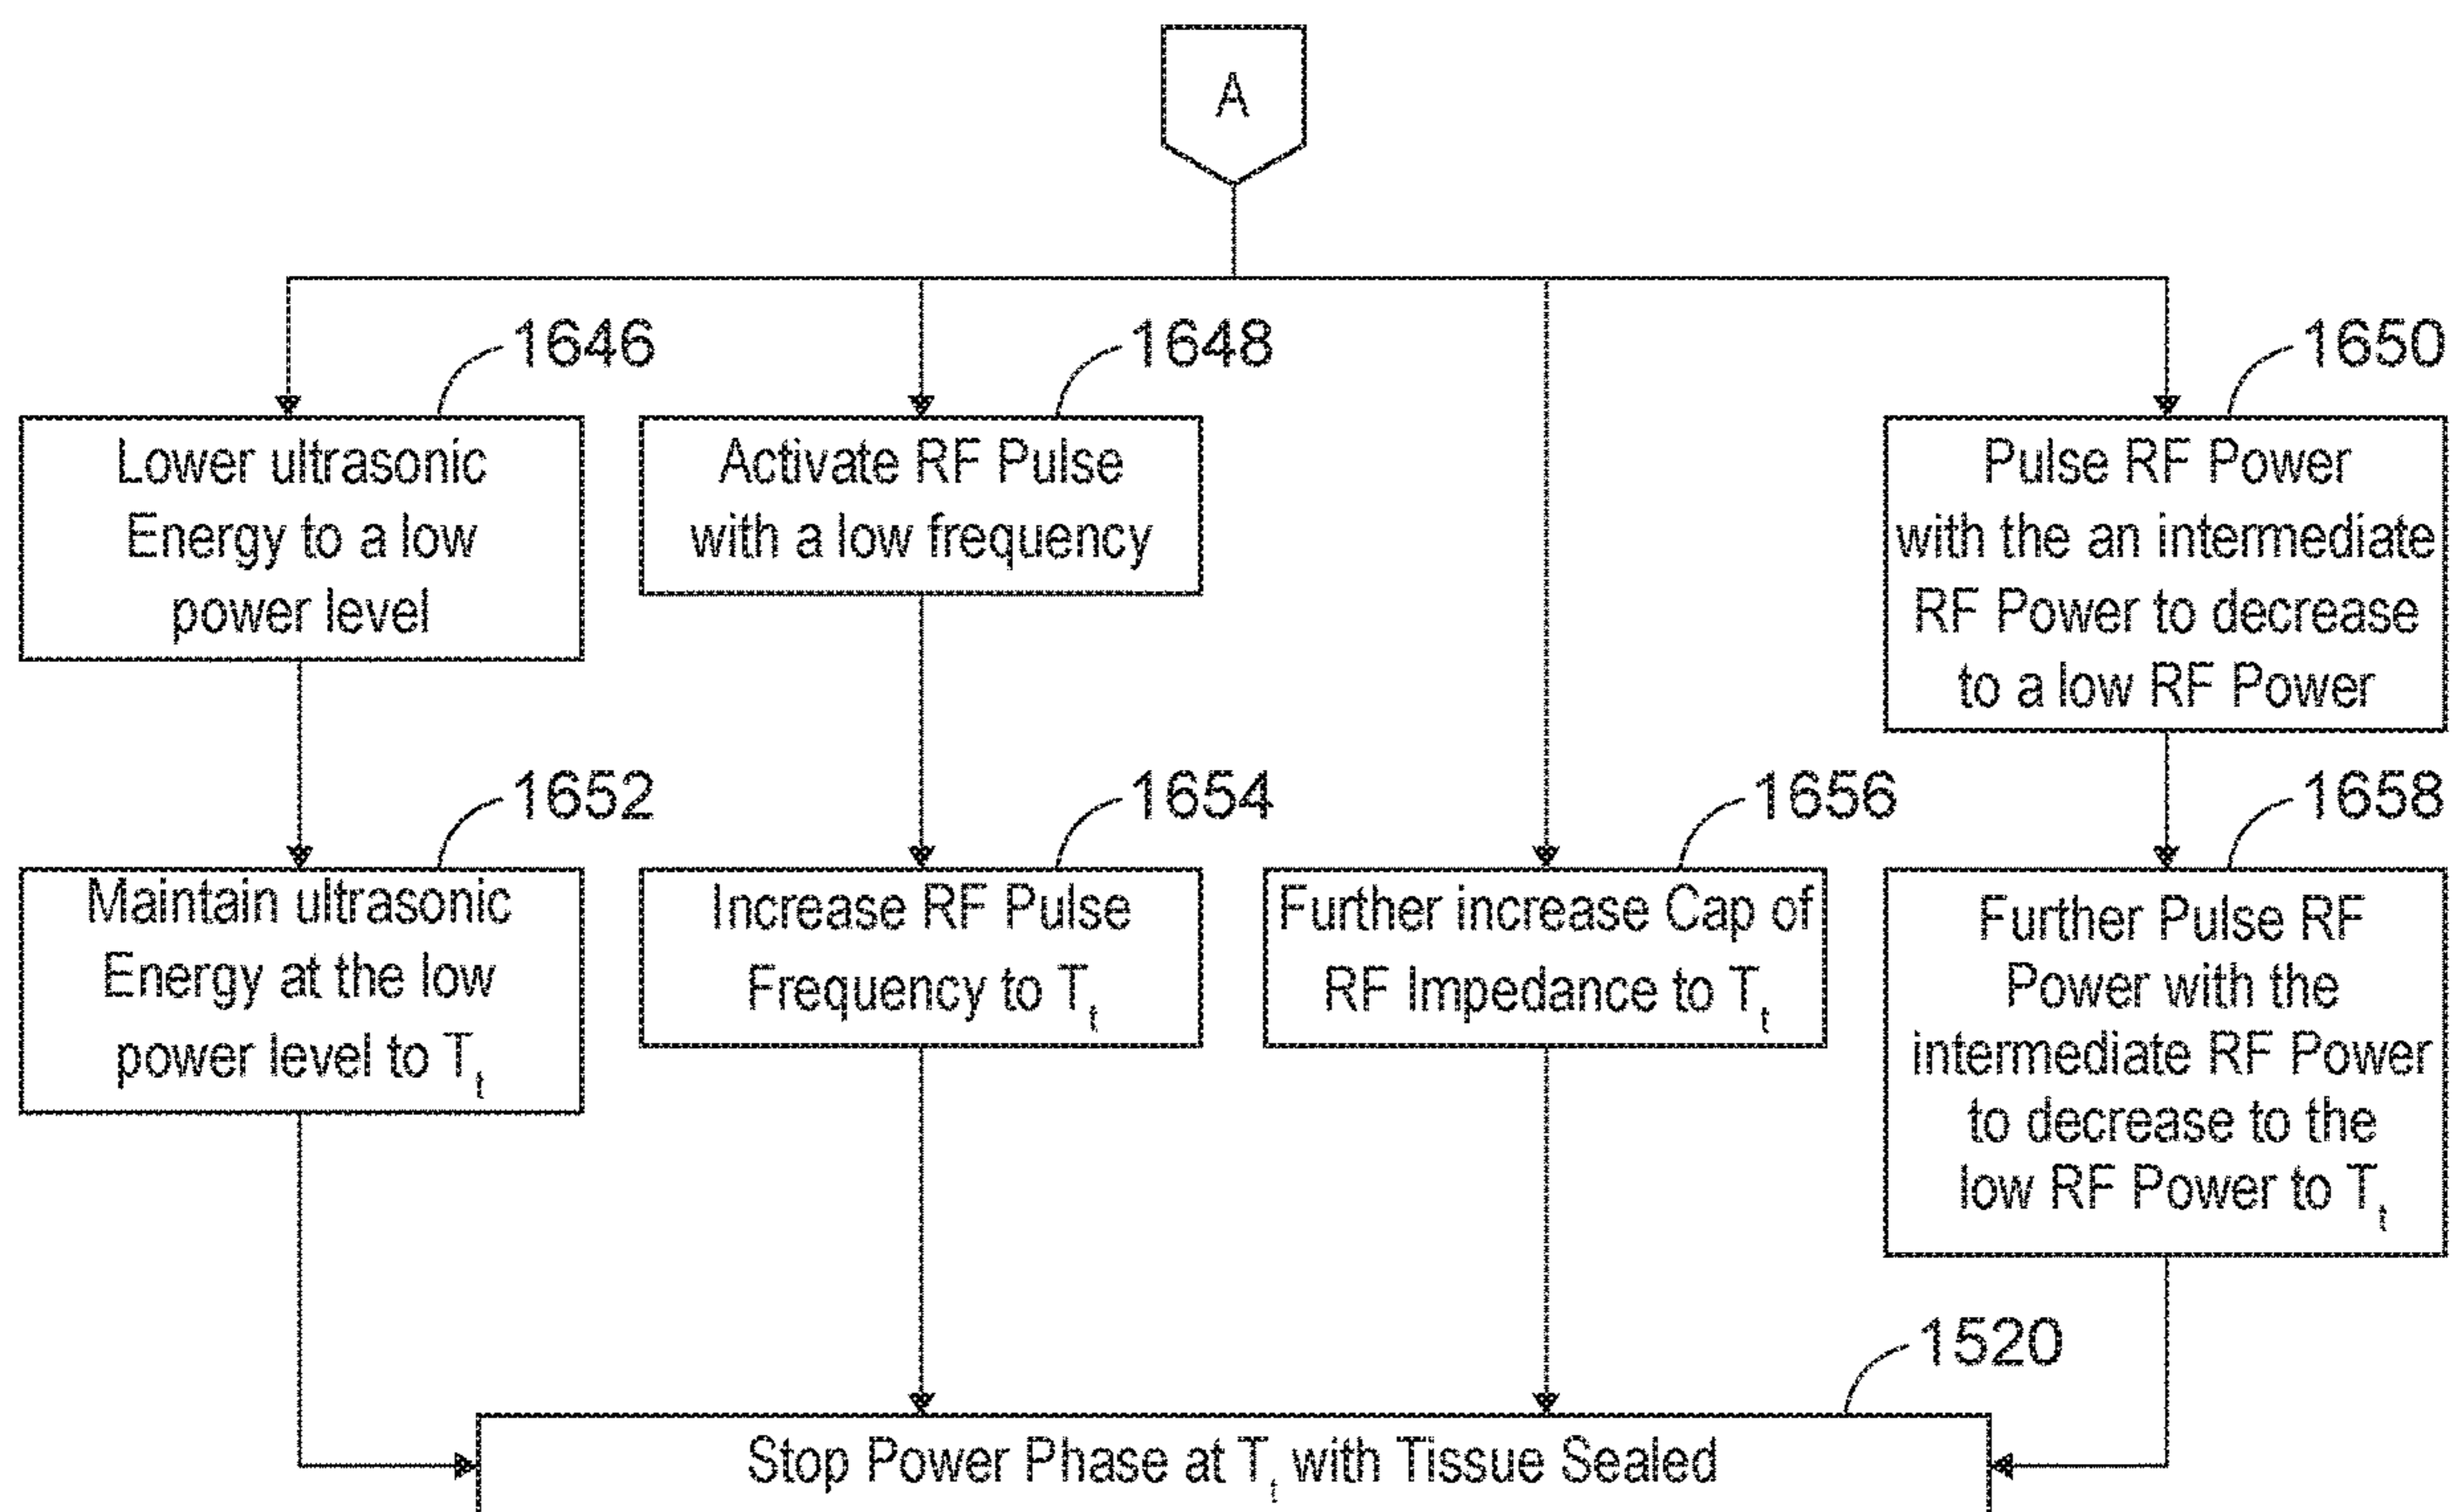 A
1646
Lower ultrasonic
Energy to a low
power level
1648
Activate RF Pulse
with a low frequency
1650
Pulse RF Power
with the an intermediate
RF Power to decrease
to a low RF Power
1652
Maintain ultrasonic
Energy at the low
power level to Tt
1654
Increase RF Pulse
Frequency to Tt
1656
Further increase Cap of
RF Impedance to Tt
1658
Further Pulse RF
Power with the
intermediate RF Power
to decrease to the
low RF Power to Tt
1520
Stop Power Phase at Tt with Tissue Sealed